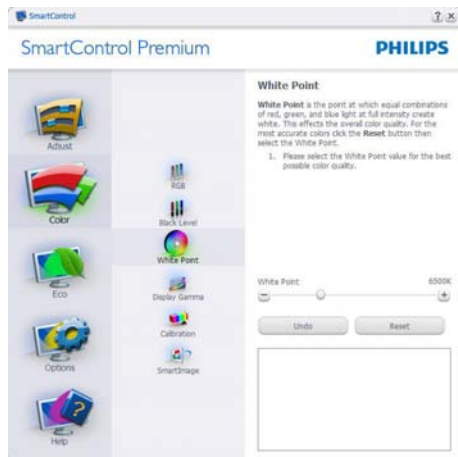 SmartControl
SmartControl Premium
PHILIPS
Adjust
Color
Eco
Options
Help
RGB
Black Level
White Point
Display Gamma
Calibration
SmartImage
White Point
White Point is the point at which equal combinations
of red, green, and blue light at full intensity create
white. This effects the overall color quality. For the
most accurate colors click the Reset button then
select the White Point.
1. Please select the White Point value for the best
possible color quality.
White Point 6500K
Undo Reset